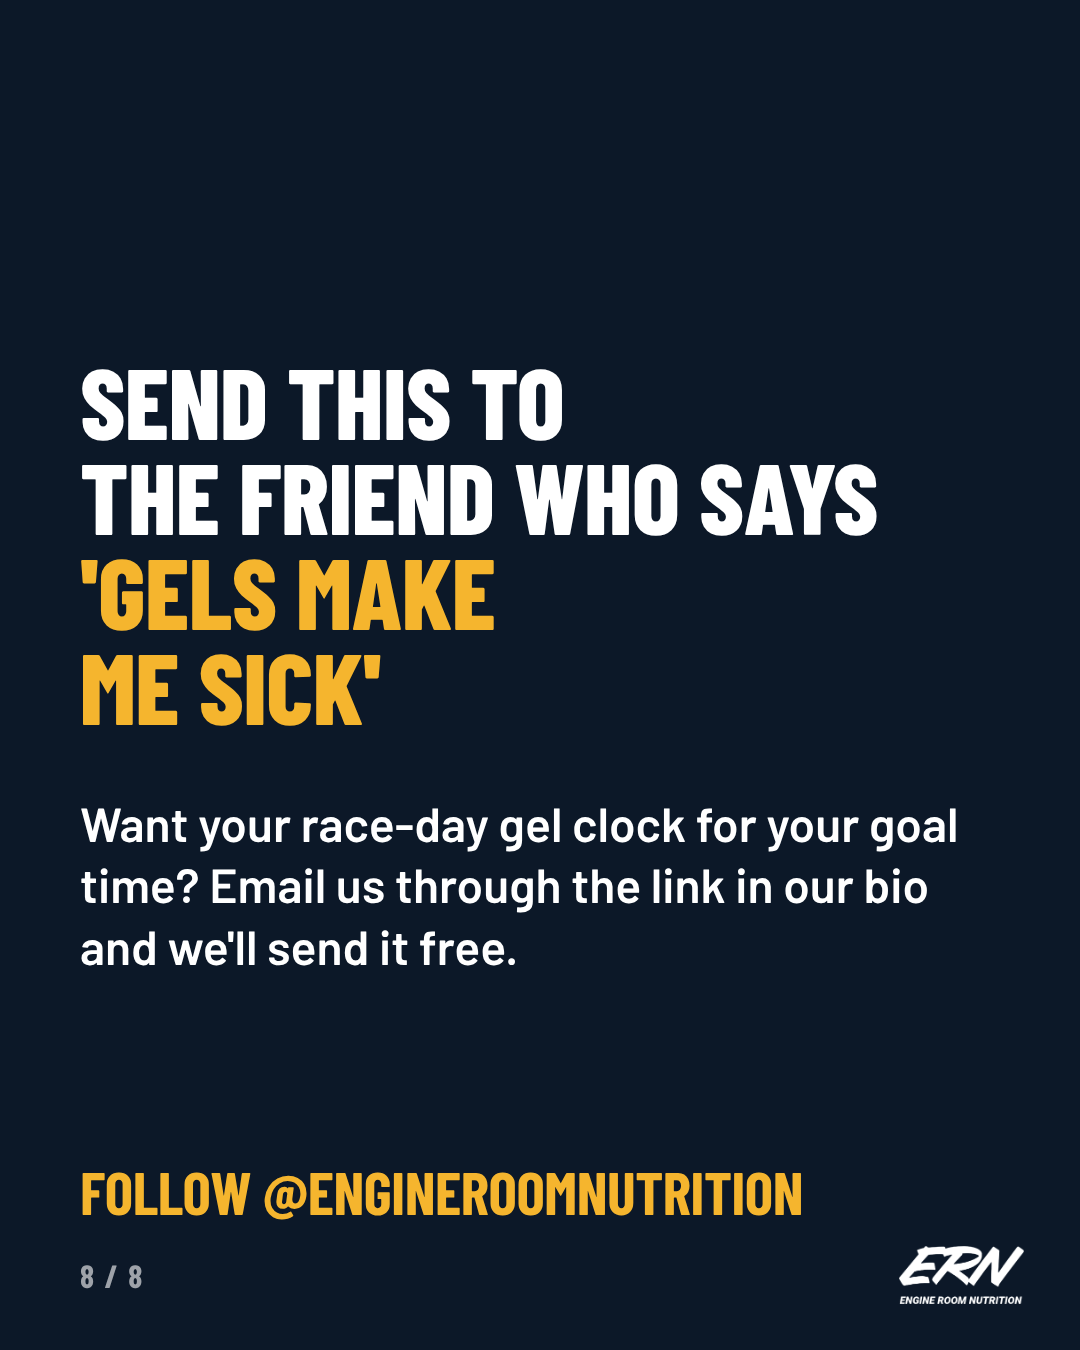 SEND THIS TO
THE FRIEND WHO SAYS
'GELS MAKE
ME SICK'
Want your race-day gel clock for your goal
time? Email us through the link in our bio
and we'll send it free.
FOLLOW @ENGINEROOMNUTRITION
8 / 8
ERN
ENGINE ROOM NUTRITION